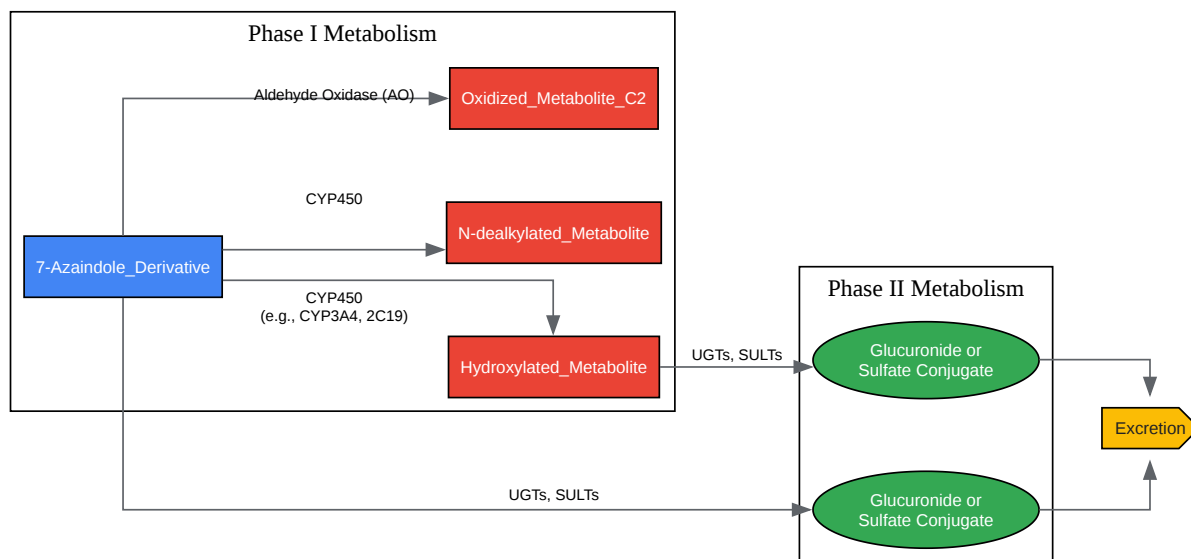 Phase I Metabolism
Aldehyde Oxidase (AO)
Oxidized_Metabolite_C2
CYP450
N-dealkylated_Metabolite
7-Azaindole_Derivative
CYP450
(e.g., CYP3A4, 2C19)
Hydroxylated_Metabolite
UGTs, SULTs
Phase II Metabolism
Glucuronide or
Sulfate Conjugate
Excretion
UGTs, SULTs
Glucuronide or
Sulfate Conjugate